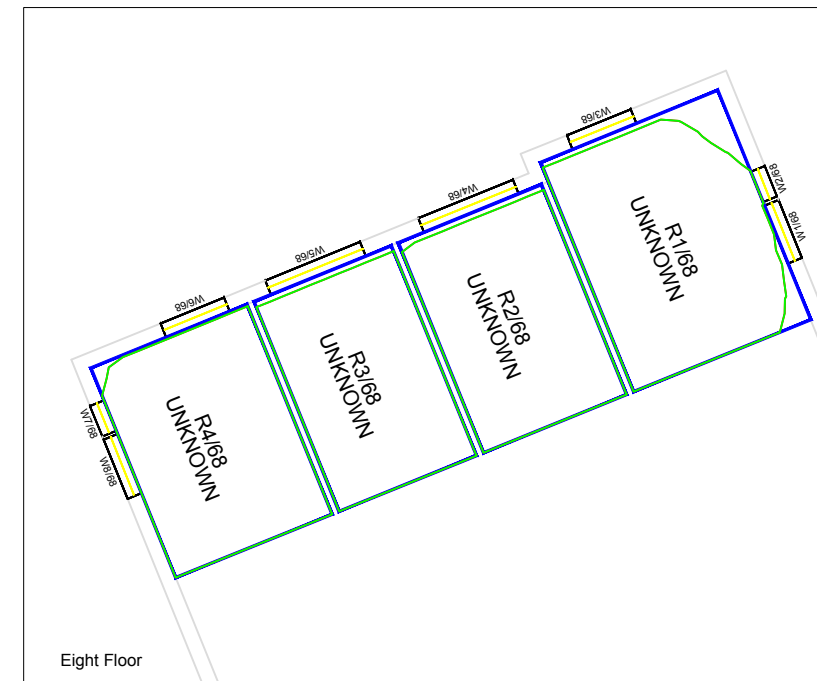 W3/68
W2/68
W1/68
R1/68
UNKNOWN
W4/68
R2/68
UNKNOWN
W5/68
R3/68
UNKNOWN
W6/68
R4/68
UNKNOWN
W7/68
W8/68
Eight Floor